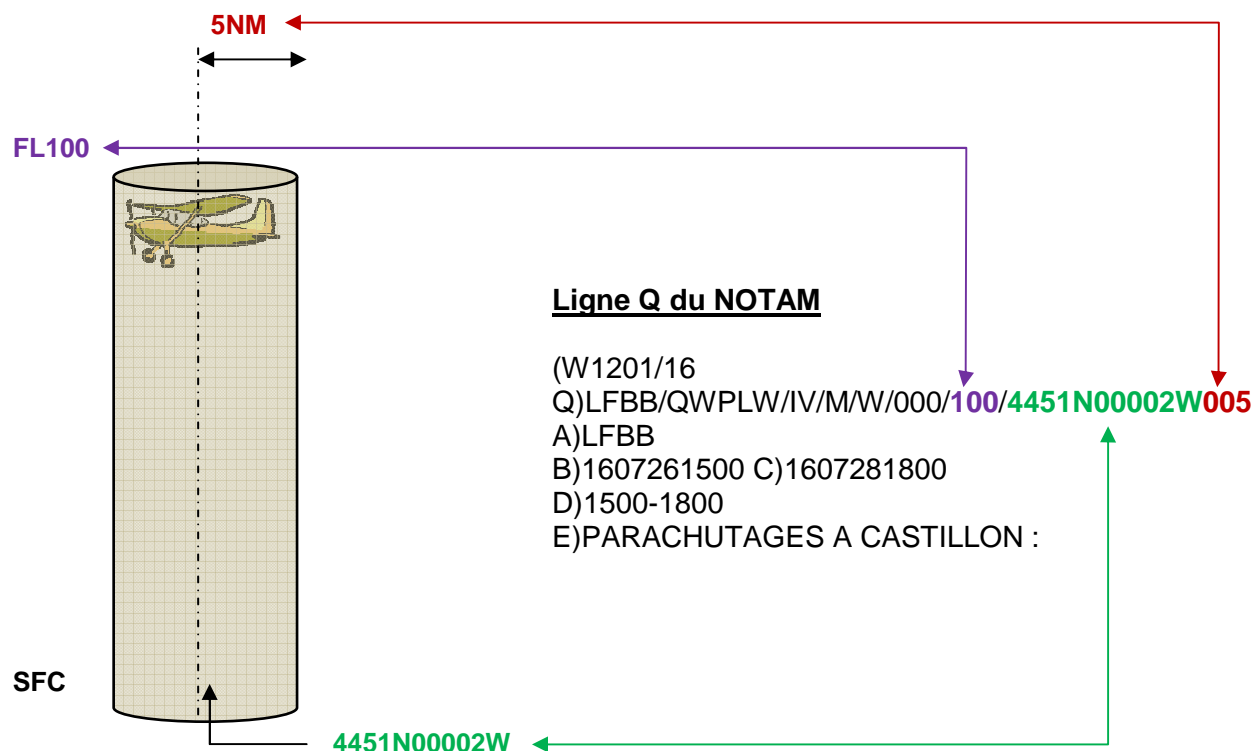 5NM
FL100
Ligne Q du NOTAM
(W1201/16
Q)LFBB/QWPLW/IV/M/W/000/100/4451N00002W005
A)LFBB
B)1607261500 C)1607281800
D)1500-1800
E)PARACHUTAGES A CASTILLON :
SFC
4451N00002W